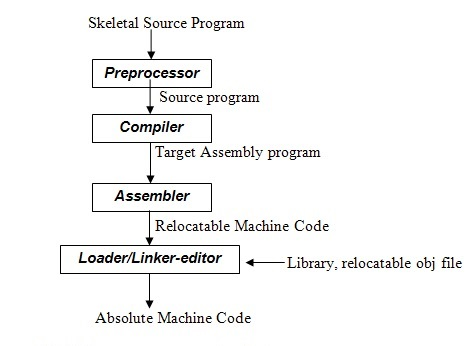 Skeletal Source Program
Preprocessor
Source program
Compiler
Target Assembly program
Assembler
Relocatable Machine Code
Loader/Linker-editor
Library, relocatable obj file
Absolute Machine Code